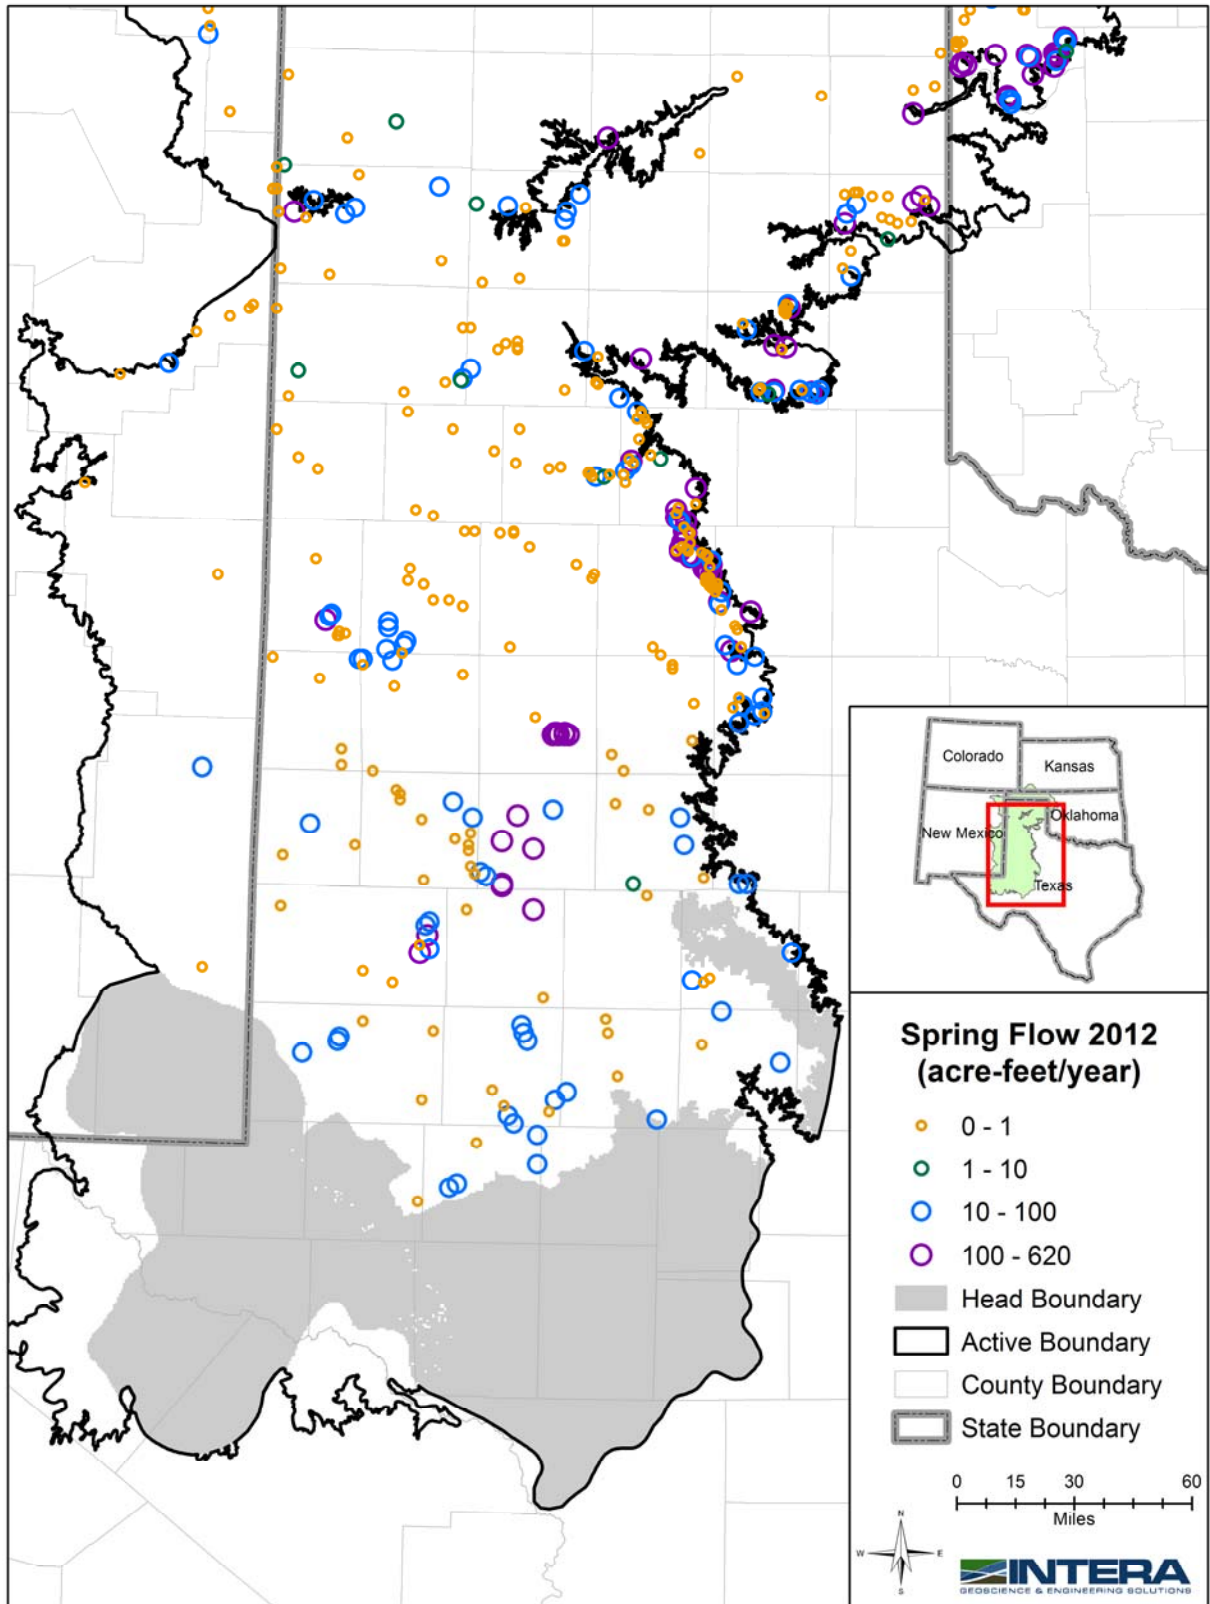 Colorado
Kansas
New Mexico
Oklahoma
Texas
Spring Flow 2012
(acre-feet/year)
0 - 1
1 - 10
10 - 100
100 - 620
Head Boundary
Active Boundary
County Boundary
State Boundary
0 15 30 60
Miles
N
W E
S
INTERA
GEOSCIENCE & ENGINEERING SOLUTIONS